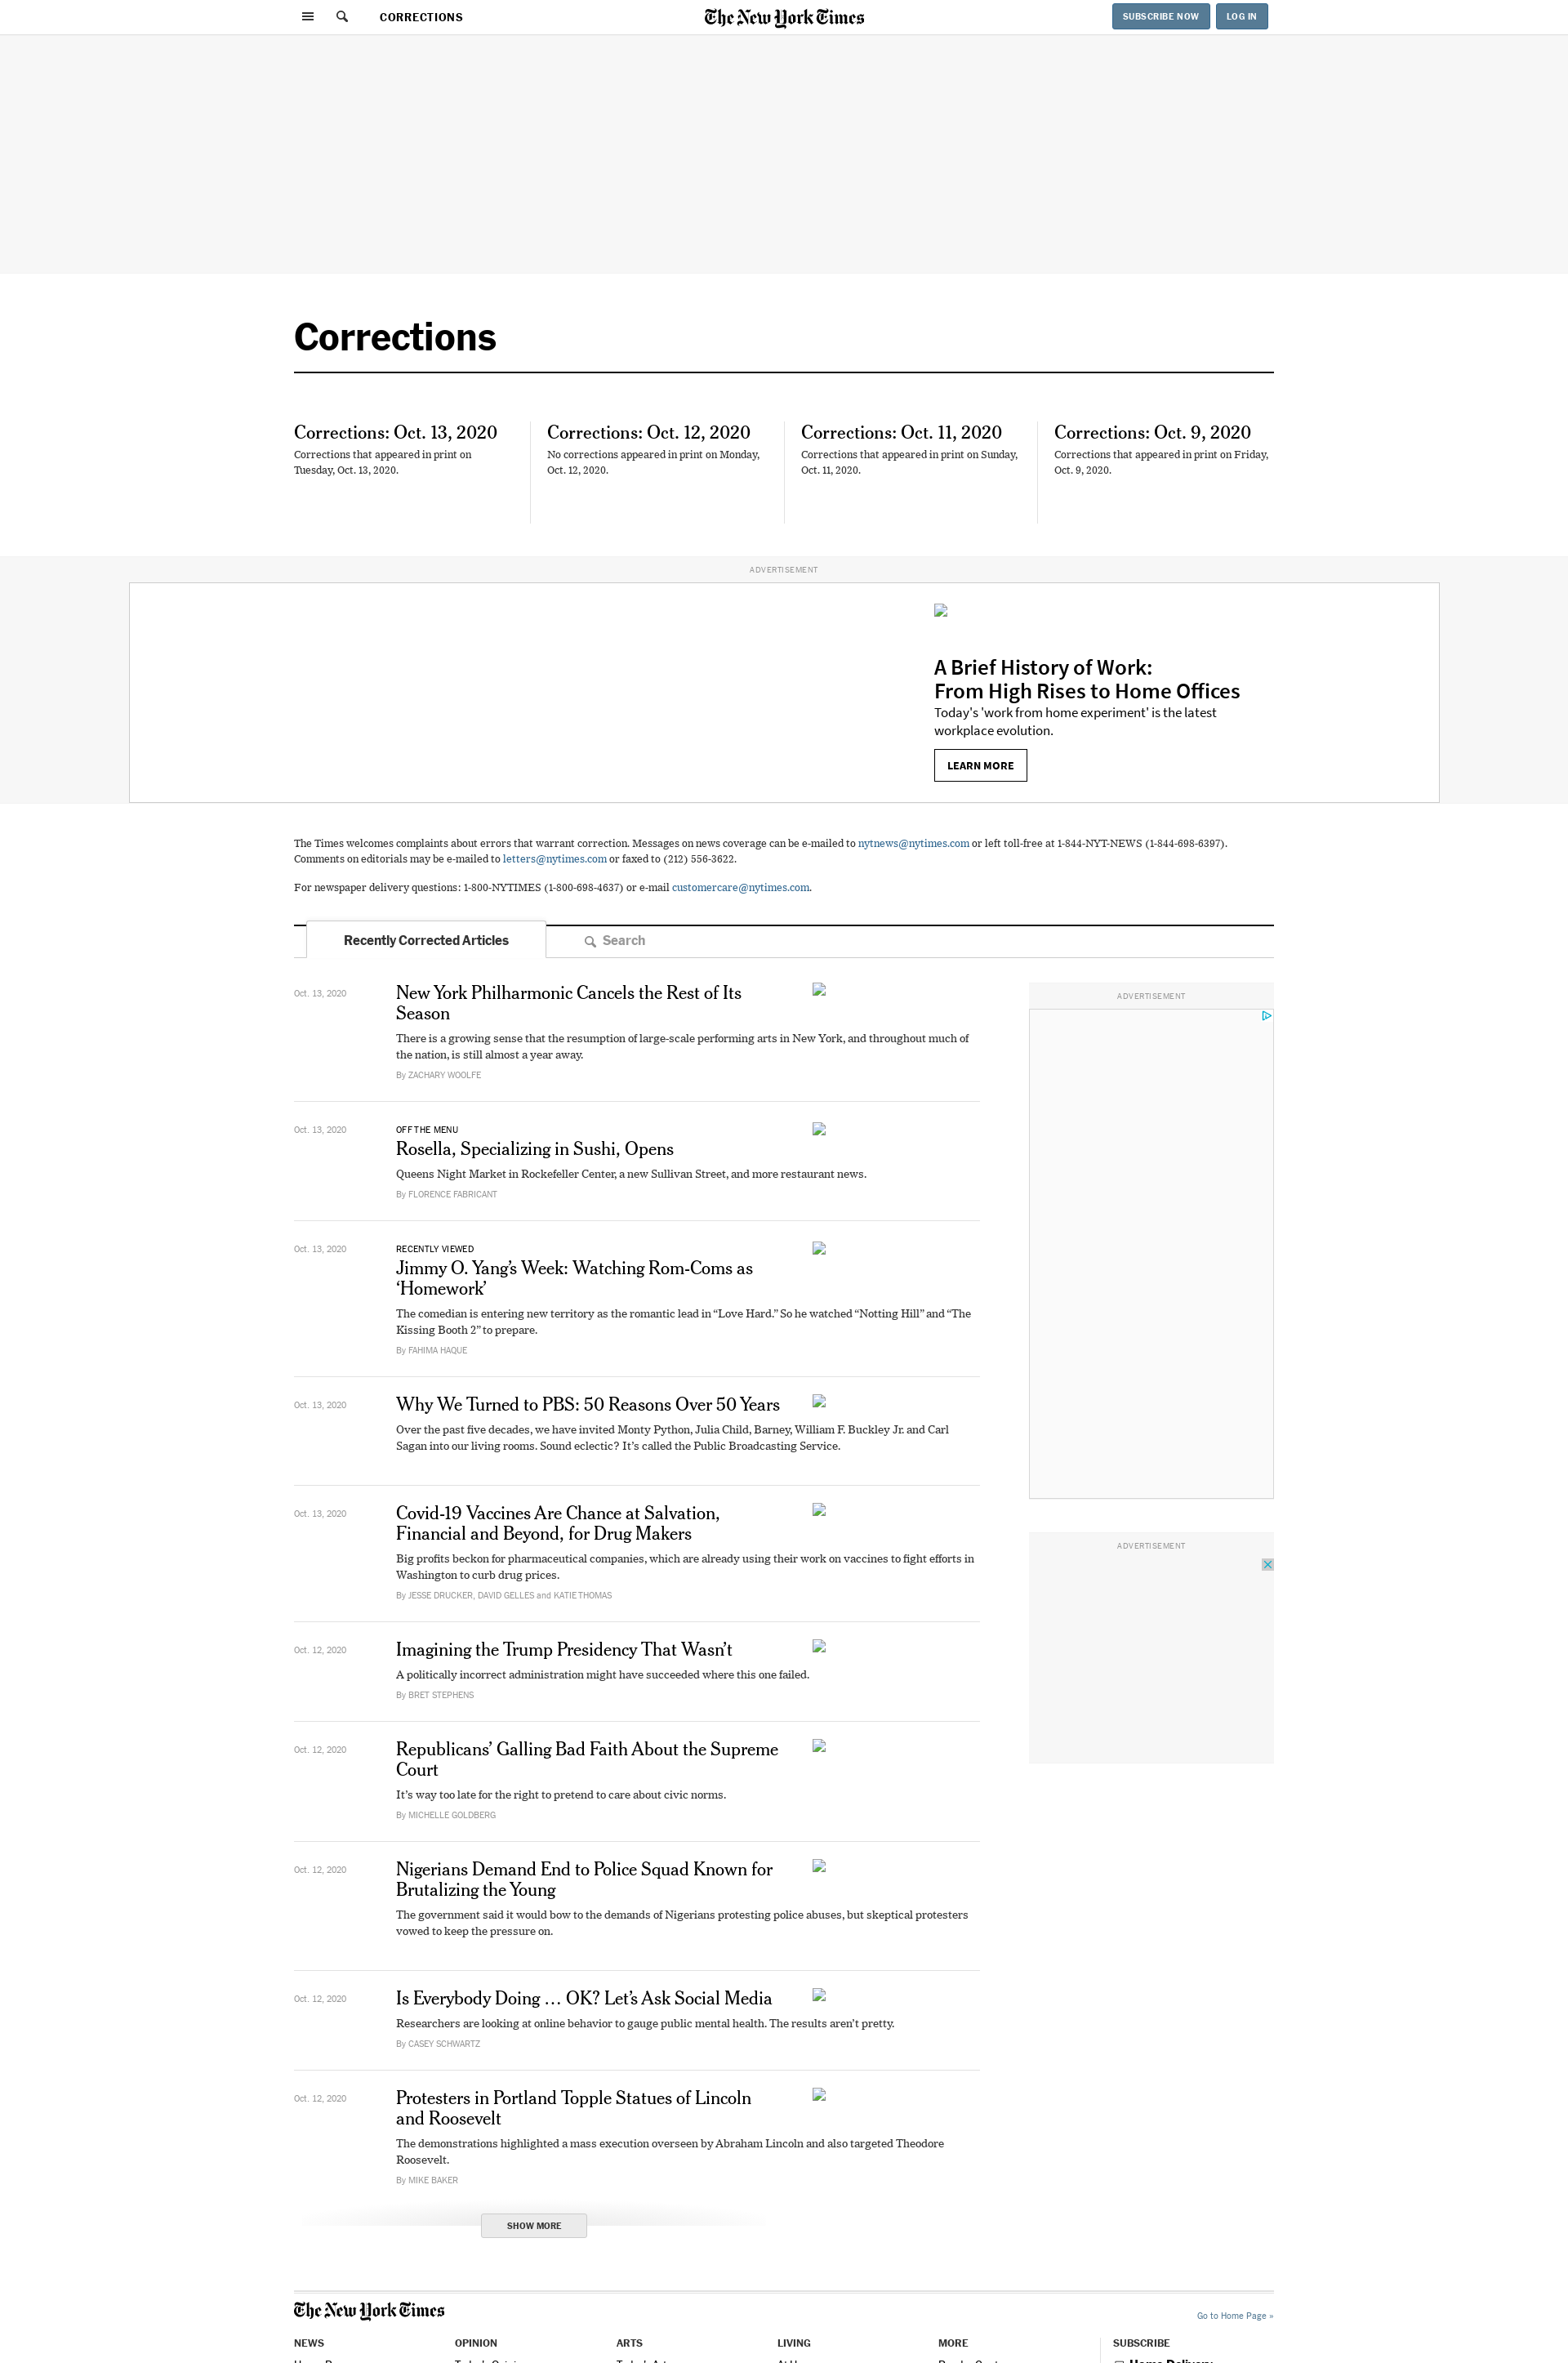 CORRECTIONS
The New York Times
SUBSCRIBE NOW
LOG IN
Corrections
Corrections: Oct. 13, 2020
Corrections that appeared in print on
Tuesday, Oct. 13, 2020.
Corrections: Oct. 12, 2020
No corrections appeared in print on Monday,
Oct. 12, 2020.
Corrections: Oct. 11, 2020
Corrections that appeared in print on Sunday,
Oct. 11, 2020.
Corrections: Oct. 9, 2020
Corrections that appeared in print on Friday,
Oct. 9, 2020.
ADVERTISEMENT
A Brief History of Work:
From High Rises to Home Offices
Today's 'work from home experiment' is the latest
workplace evolution.
LEARN MORE
The Times welcomes complaints about errors that warrant correction. Messages on news coverage can be e-mailed to nytnews@nytimes.com or left toll-free at 1-844-NYT-NEWS (1-844-698-6397).
Comments on editorials may be e-mailed to letters@nytimes.com or faxed to (212) 556-3622.
For newspaper delivery questions: 1-800-NYTIMES (1-800-698-4637) or e-mail customercare@nytimes.com.
Recently Corrected Articles
Search
Oct. 13, 2020
New York Philharmonic Cancels the Rest of Its
Season
There is a growing sense that the resumption of large-scale performing arts in New York, and throughout much of
the nation, is still almost a year away.
By ZACHARY WOOLFE
Oct. 13, 2020
OFF THE MENU
Rosella, Specializing in Sushi, Opens
Queens Night Market in Rockefeller Center, a new Sullivan Street, and more restaurant news.
By FLORENCE FABRICANT
Oct. 13, 2020
RECENTLY VIEWED
Jimmy O. Yang’s Week: Watching Rom-Coms as
‘Homework’
The comedian is entering new territory as the romantic lead in “Love Hard.” So he watched “Notting Hill” and “The
Kissing Booth 2” to prepare.
By FAHIMA HAQUE
Oct. 13, 2020
Why We Turned to PBS: 50 Reasons Over 50 Years
Over the past five decades, we have invited Monty Python, Julia Child, Barney, William F. Buckley Jr. and Carl
Sagan into our living rooms. Sound eclectic? It’s called the Public Broadcasting Service.
Oct. 13, 2020
Covid-19 Vaccines Are Chance at Salvation,
Financial and Beyond, for Drug Makers
Big profits beckon for pharmaceutical companies, which are already using their work on vaccines to fight efforts in
Washington to curb drug prices.
By JESSE DRUCKER, DAVID GELLES and KATIE THOMAS
Oct. 12, 2020
Imagining the Trump Presidency That Wasn’t
A politically incorrect administration might have succeeded where this one failed.
By BRET STEPHENS
Oct. 12, 2020
Republicans’ Galling Bad Faith About the Supreme
Court
It’s way too late for the right to pretend to care about civic norms.
By MICHELLE GOLDBERG
Oct. 12, 2020
Nigerians Demand End to Police Squad Known for
Brutalizing the Young
The government said it would bow to the demands of Nigerians protesting police abuses, but skeptical protesters
vowed to keep the pressure on.
Oct. 12, 2020
Is Everybody Doing … OK? Let’s Ask Social Media
Researchers are looking at online behavior to gauge public mental health. The results aren’t pretty.
By CASEY SCHWARTZ
Oct. 12, 2020
Protesters in Portland Topple Statues of Lincoln
and Roosevelt
The demonstrations highlighted a mass execution overseen by Abraham Lincoln and also targeted Theodore
Roosevelt.
By MIKE BAKER
SHOW MORE
ADVERTISEMENT
ADVERTISEMENT
The New York Times
Go to Home Page »
NEWS
OPINION
ARTS
LIVING
MORE
SUBSCRIBE
Home Delivery